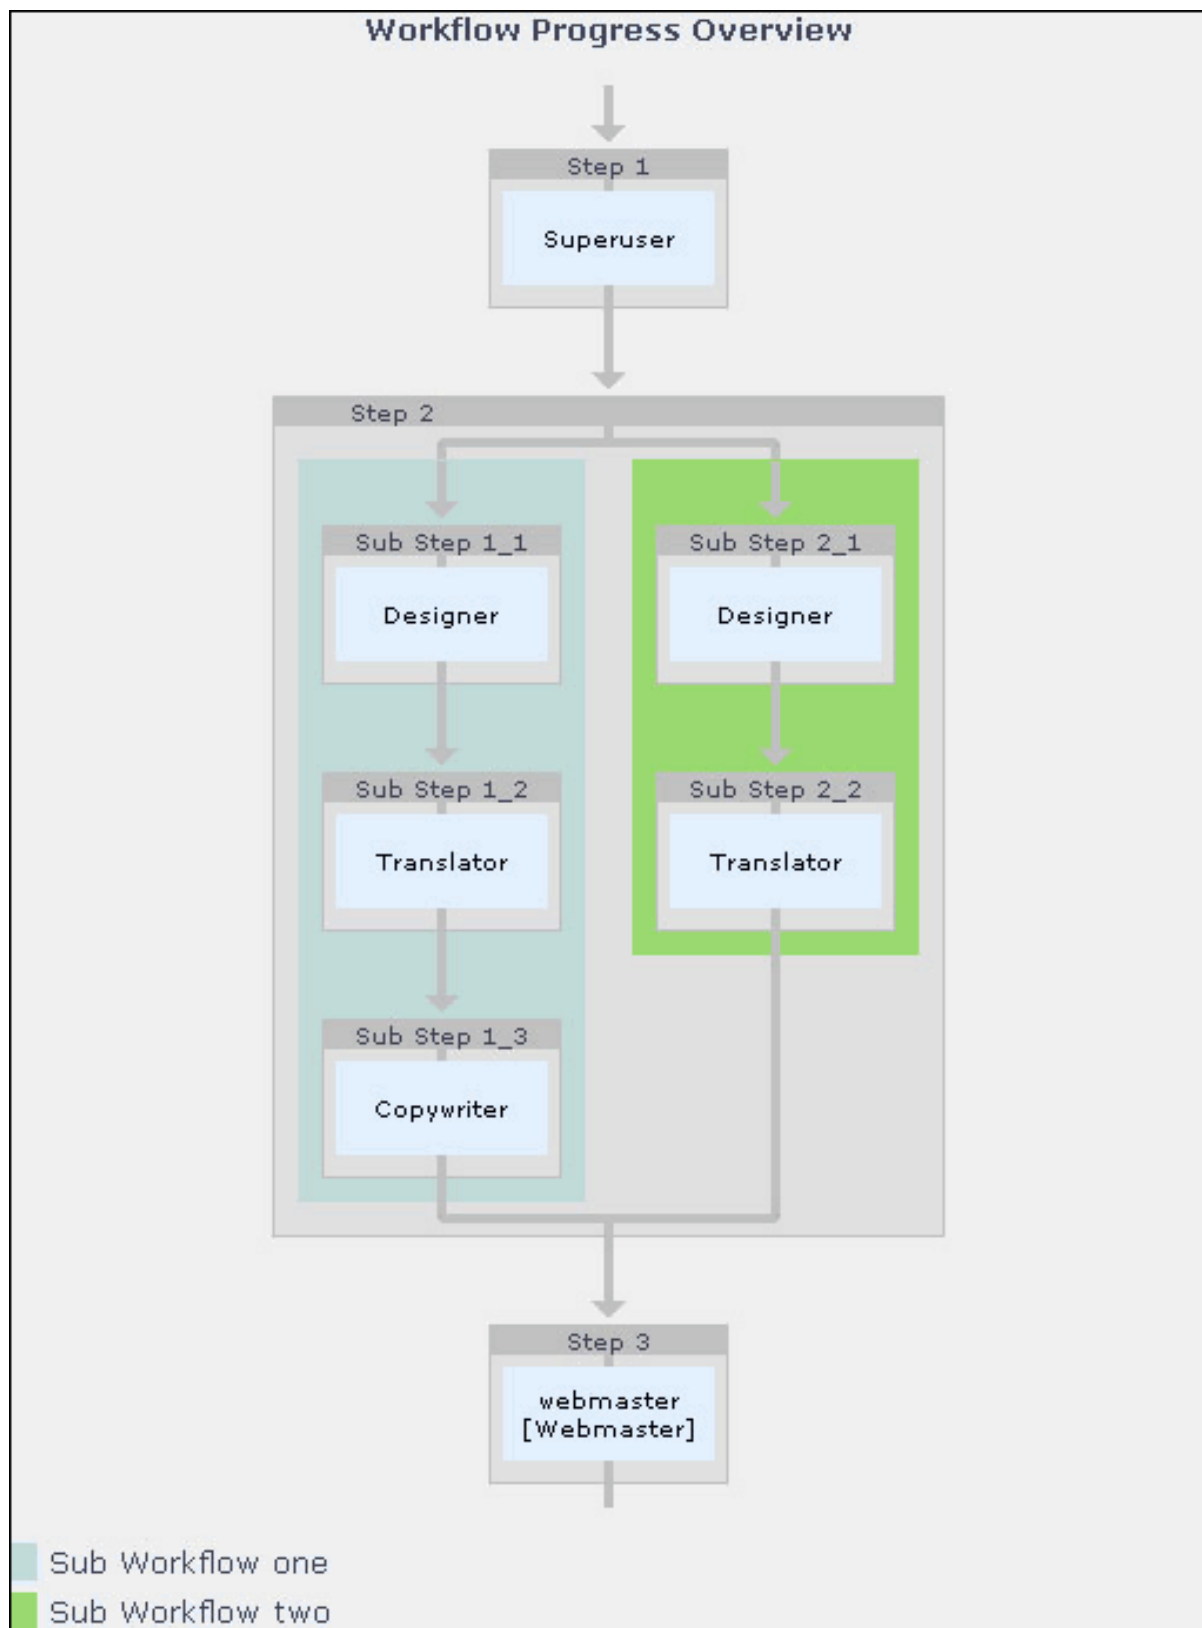 Workflow Progress Overview
Step 1
Superuser
Step 2
Sub Step 1_1
Designer
Sub Step 1_2
Translator
Sub Step 1_3
Copywriter
Sub Step 2_1
Designer
Sub Step 2_2
Translator
Step 3
webmaster
[Webmaster]
Sub Workflow one
Sub Workflow two